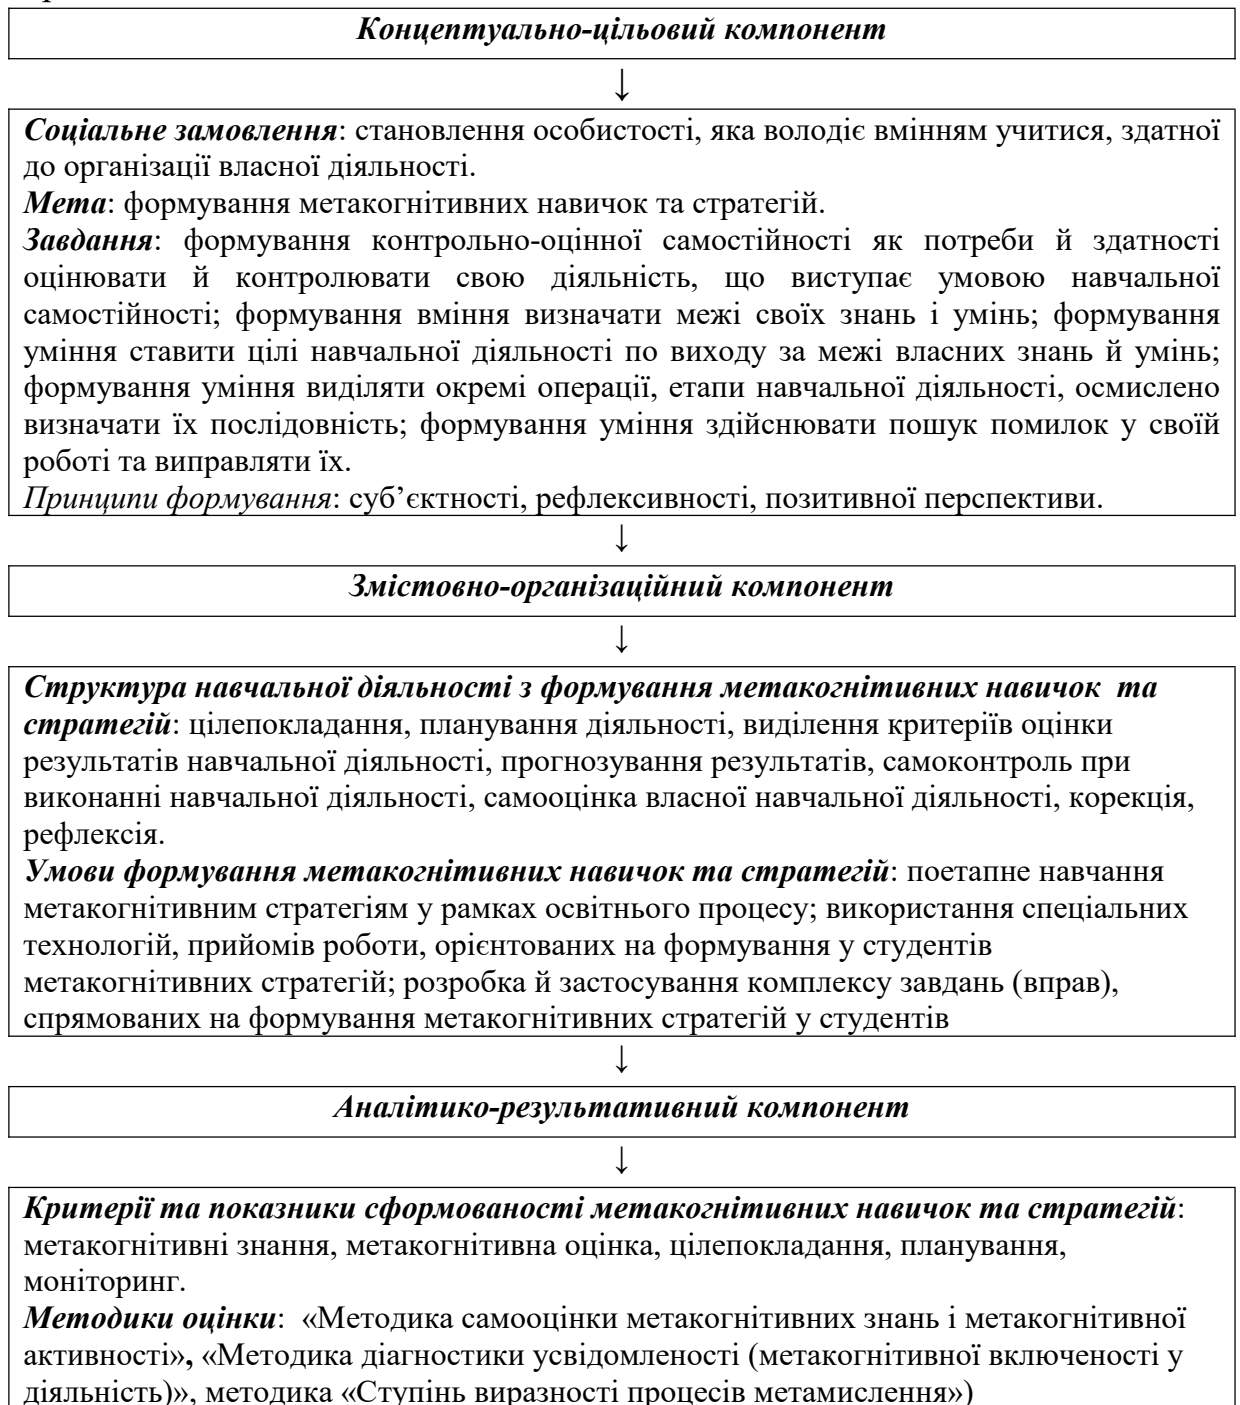 Концептуально-цільовий компонент
↓
Соціальне замовлення: становлення особистості, яка володіє вмінням учитися, здатної
до організації власної діяльності.
Мета: формування метакогнітивних навичок та стратегій.
Завдання: формування контрольно-оцінної самостійності як потреби й здатності
оцінювати й контролювати свою діяльність, що виступає умовою навчальної
самостійності; формування вміння визначати межі своїх знань і умінь; формування
уміння ставити цілі навчальної діяльності по виходу за межі власних знань й умінь;
формування уміння виділяти окремі операції, етапи навчальної діяльності, осмислено
визначати їх послідовність; формування уміння здійснювати пошук помилок у своїй
роботі та виправляти їх.
Принципи формування: суб’єктності, рефлексивності, позитивної перспективи.
↓
Змістовно-організаційний компонент
↓
Структура навчальної діяльності з формування метакогнітивних навичок та
стратегій: цілепокладання, планування діяльності, виділення критеріїв оцінки
результатів навчальної діяльності, прогнозування результатів, самоконтроль при
виконанні навчальної діяльності, самооцінка власної навчальної діяльності, корекція,
рефлексія.
Умови формування метакогнітивних навичок та стратегій: поетапне навчання
метакогнітивним стратегіям у рамках освітнього процесу; використання спеціальних
технологій, прийомів роботи, орієнтованих на формування у студентів
метакогнітивних стратегій; розробка й застосування комплексу завдань (вправ),
спрямованих на формування метакогнітивних стратегій у студентів
↓
Аналітико-результативний компонент
↓
Критерії та показники сформованості метакогнітивних навичок та стратегій:
метакогнітивні знання, метакогнітивна оцінка, цілепокладання, планування,
моніторинг.
Методики оцінки: «Методика самооцінки метакогнітивних знань і метакогнітивної
активності», «Методика діагностики усвідомленості (метакогнітивної включеності у
діяльність)», методика «Ступінь виразності процесів метамислення»)